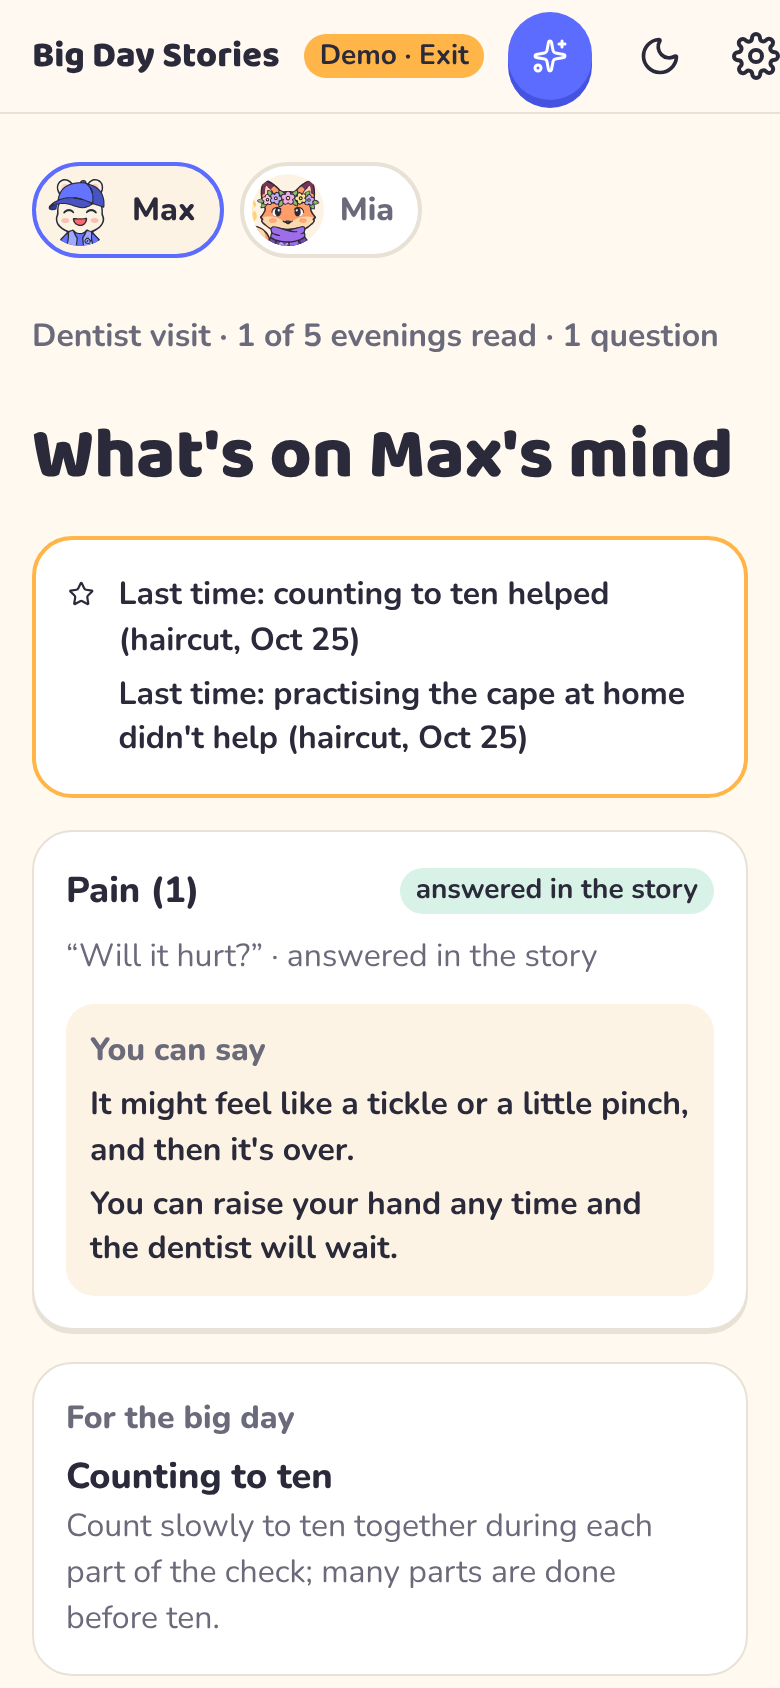 Big Day Stories
Demo · Exit
Max
Mia
Dentist visit · 1 of 5 evenings read · 1 question
What's on Max's mind
Last time: counting to ten helped
(haircut, Oct 25)
Last time: practising the cape at home
didn't help (haircut, Oct 25)
Pain (1)
answered in the story
“Will it hurt?” · answered in the story
You can say
It might feel like a tickle or a little pinch,
and then it's over.
You can raise your hand any time and
the dentist will wait.
For the big day
Counting to ten
Count slowly to ten together during each
part of the check; many parts are done
before ten.